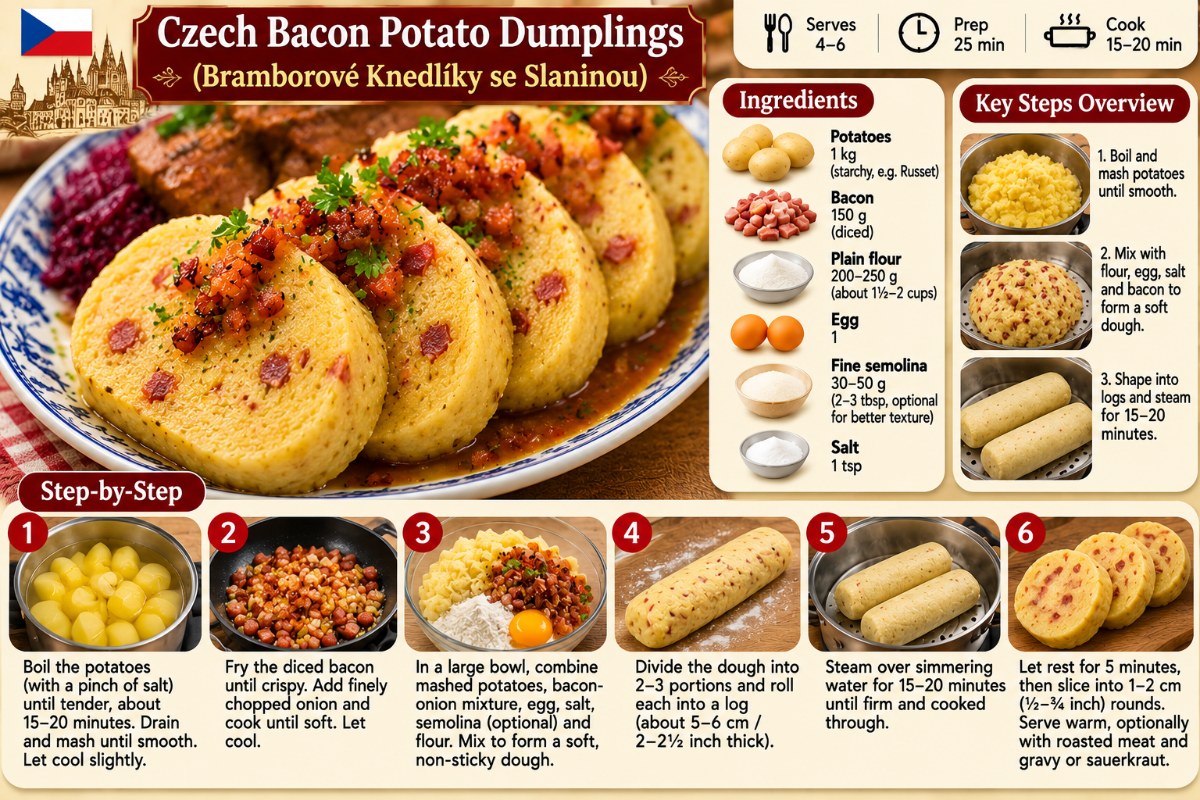 Czech Bacon Potato Dumplings
(Bramborové Knedlíky se Slaninou)
Serves
4–6
Prep
25 min
Cook
15–20 min
Ingredients
Potatoes
1 kg
(starchy, e.g. Russet)
Bacon
150 g
(diced)
Plain flour
200–250 g
(about 1½–2 cups)
Egg
1
Fine semolina
30–50 g
(2–3 tbsp, optional
for better texture)
Salt
1 tsp
Key Steps Overview
1. Boil and
mash potatoes
until smooth.
2. Mix with
flour, egg, salt
and bacon to
form a soft
dough.
3. Shape into
logs and steam
for 15–20
minutes.
Step-by-Step
1
Boil the potatoes
(with a pinch of salt)
until tender, about
15–20 minutes. Drain
and mash until smooth.
Let cool slightly.
2
Fry the diced bacon
until crispy. Add finely
chopped onion and
cook until soft. Let
cool.
3
In a large bowl, combine
mashed potatoes, bacon-
onion mixture, egg, salt,
semolina (optional) and
flour. Mix to form a soft,
non-sticky dough.
4
Divide the dough into
2–3 portions and roll
each into a log
(about 5–6 cm /
2–2½ inch thick).
5
Steam over simmering
water for 15–20 minutes
until firm and cooked
through.
6
Let rest for 5 minutes,
then slice into 1–2 cm
(½–¾ inch) rounds.
Serve warm, optionally
with roasted meat and
gravy or sauerkraut.